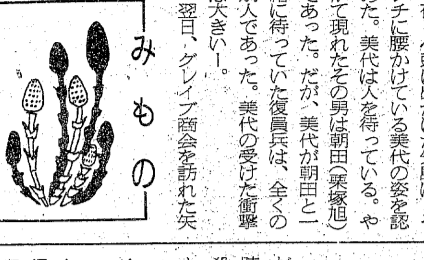 チに腰かけている美代の姿を認
た。美代は人を待っている。や
て現れたその男は朝田（栗塚旭）
であった。だが、美代が朝田と一
緒に待っていた復員兵は、全くの
別人であった。美代の受けた衝撃
は大きい―。
翌日、グレイブ商会を訪れた矢
みもの